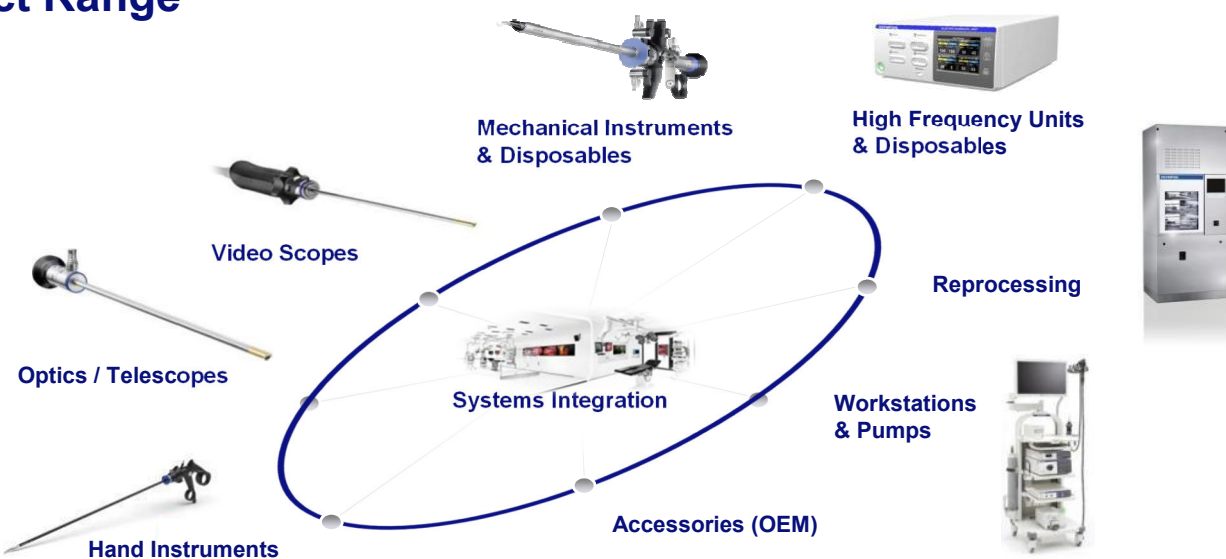 ct Range
Mechanical Instruments
& Disposables
High Frequency Units
& Disposables
Video Scopes
Reprocessing
Optics / Telescopes
Systems Integration
Workstations
& Pumps
Accessories (OEM)
Hand Instruments